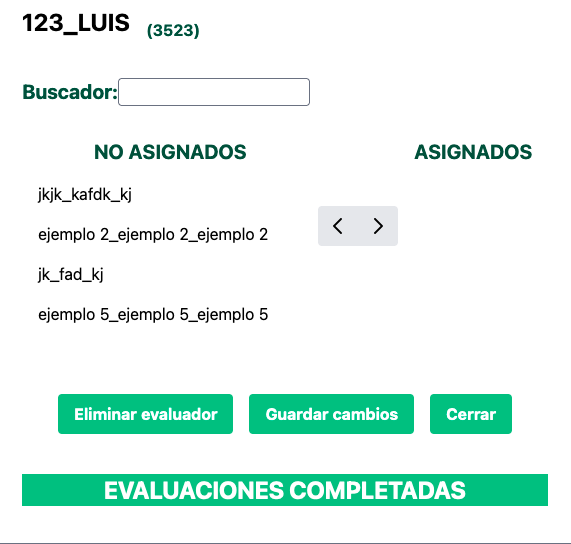 123_LUIS (3523)
Buscador:
NO ASIGNADOS ASIGNADOS
jkjk_kafdk_kj
ejemplo 2_ejemplo 2_ejemplo 2
jk_fad_kj
ejemplo 5_ejemplo 5_ejemplo 5
Eliminar evaluador Guardar cambios Cerrar
EVALUACIONES COMPLETADAS